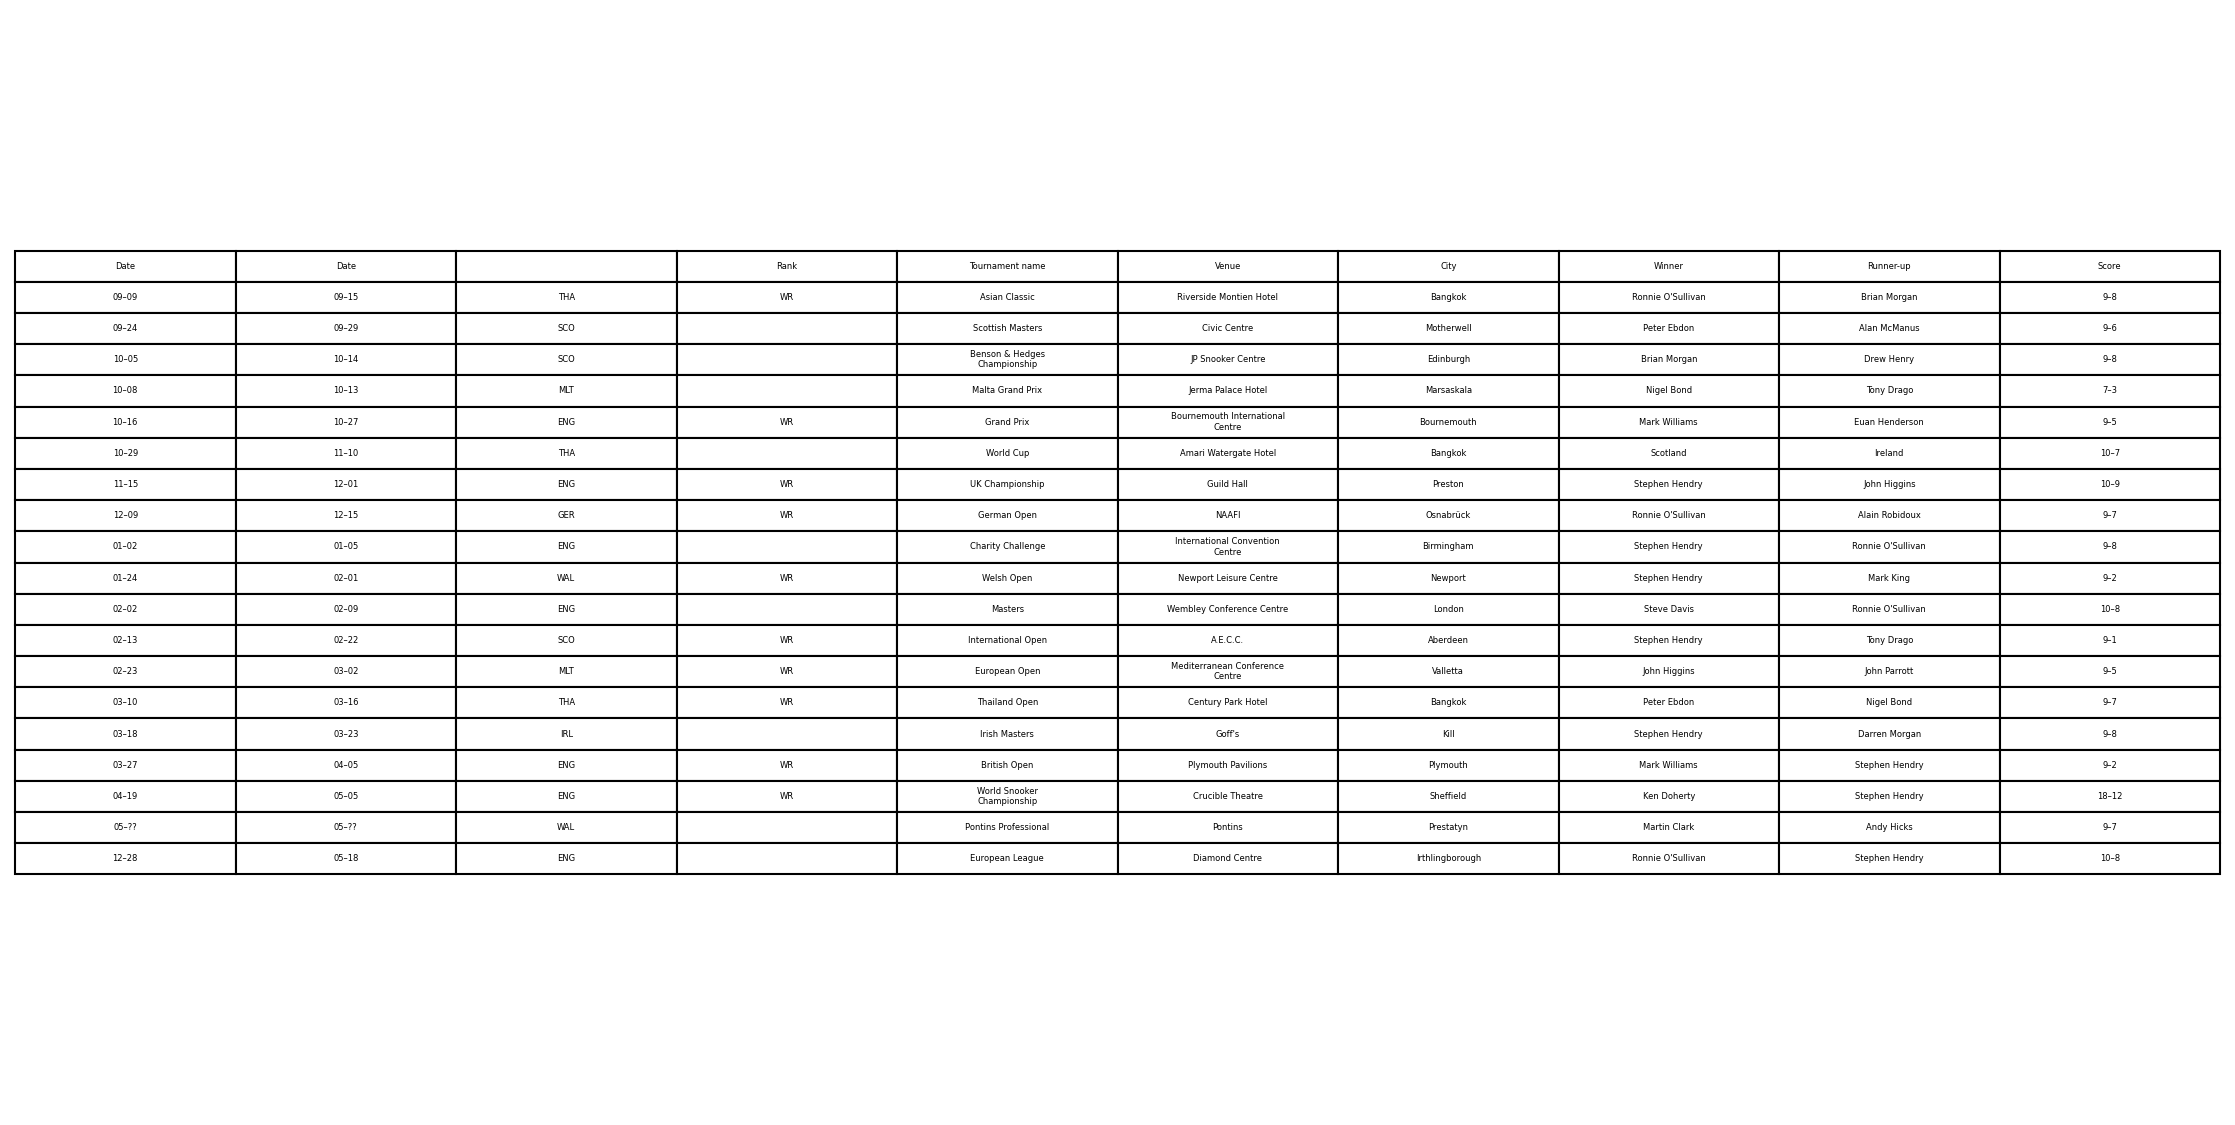 Date Date Rank Tournament name Venue City Winner Runner-up Score
09–09 09–15 THA WR Asian Classic Riverside Montien Hotel Bangkok Ronnie O'Sullivan Brian Morgan 9–8
09–24 09–29 SCO Scottish Masters Civic Centre Motherwell Peter Ebdon Alan McManus 9–6
10–05 10–14 SCO Benson & Hedges
Championship JP Snooker Centre Edinburgh Brian Morgan Drew Henry 9–8
10–08 10–13 MLT Malta Grand Prix Jerma Palace Hotel Marsaskala Nigel Bond Tony Drago 7–3
10–16 10–27 ENG WR Grand Prix Bournemouth International
Centre Bournemouth Mark Williams Euan Henderson 9–5
10–29 11–10 THA World Cup Amari Watergate Hotel Bangkok Scotland Ireland 10–7
11–15 12–01 ENG WR UK Championship Guild Hall Preston Stephen Hendry John Higgins 10–9
12–09 12–15 GER WR German Open NAAFI Osnabrück Ronnie O'Sullivan Alain Robidoux 9–7
01–02 01–05 ENG Charity Challenge International Convention
Centre Birmingham Stephen Hendry Ronnie O'Sullivan 9–8
01–24 02–01 WAL WR Welsh Open Newport Leisure Centre Newport Stephen Hendry Mark King 9–2
02–02 02–09 ENG Masters Wembley Conference Centre London Steve Davis Ronnie O'Sullivan 10–8
02–13 02–22 SCO WR International Open A.E.C.C. Aberdeen Stephen Hendry Tony Drago 9–1
02–23 03–02 MLT WR European Open Mediterranean Conference
Centre Valletta John Higgins John Parrott 9–5
03–10 03–16 THA WR Thailand Open Century Park Hotel Bangkok Peter Ebdon Nigel Bond 9–7
03–18 03–23 IRL Irish Masters Goff's Kill Stephen Hendry Darren Morgan 9–8
03–27 04–05 ENG WR British Open Plymouth Pavilions Plymouth Mark Williams Stephen Hendry 9–2
04–19 05–05 ENG WR World Snooker
Championship Crucible Theatre Sheffield Ken Doherty Stephen Hendry 18–12
05–?? 05–?? WAL Pontins Professional Pontins Prestatyn Martin Clark Andy Hicks 9–7
12–28 05–18 ENG European League Diamond Centre Irthlingborough Ronnie O'Sullivan Stephen Hendry 10–8